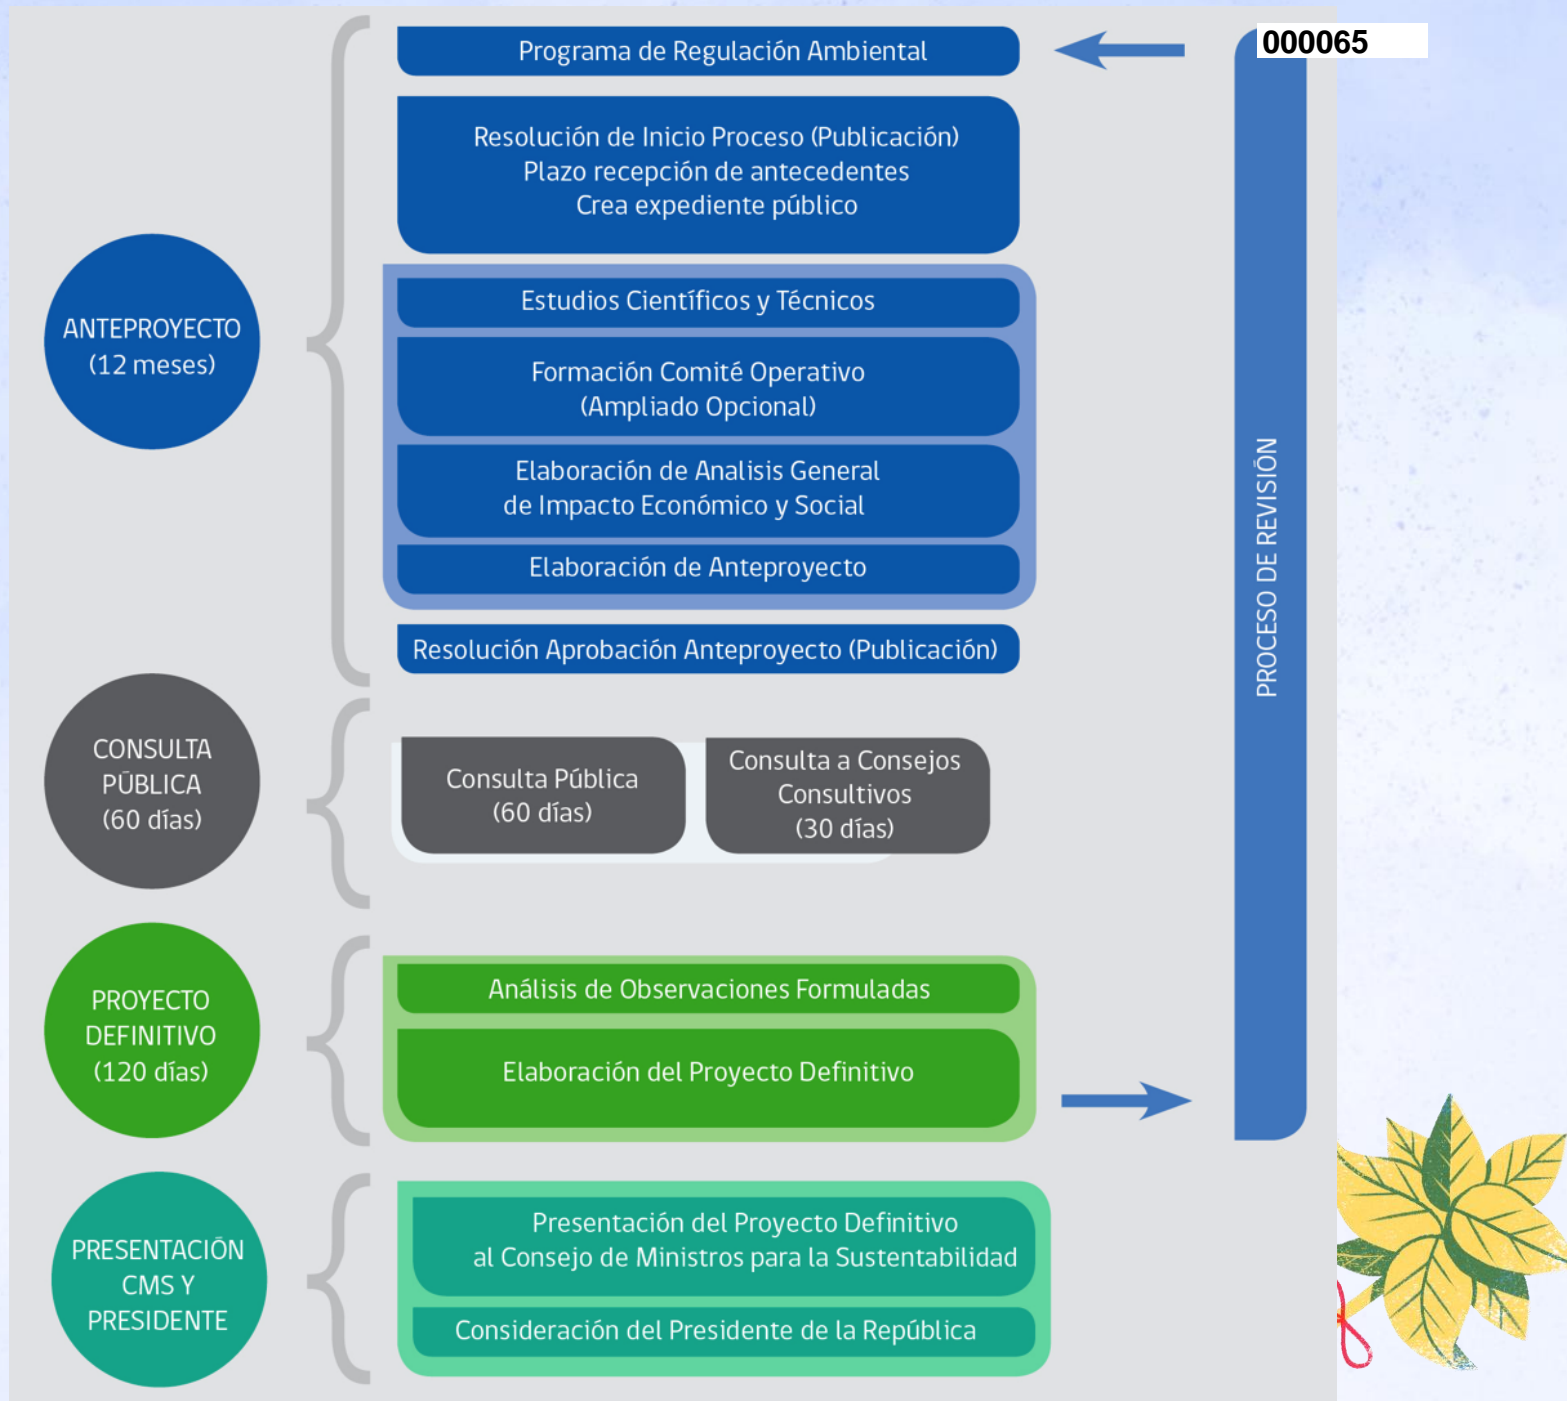 000065
Programa de Regulación Ambiental
Resolución de Inicio Proceso (Publicación)
Plazo recepción de antecedentes
Crea expediente público
ANTEPROYECTO
(12 meses)
Estudios Científicos y Técnicos
Formación Comité Operativo
(Ampliado Opcional)
Elaboración de Analisis General
de Impacto Económico y Social
Elaboración de Anteproyecto
Resolución Aprobación Anteproyecto (Publicación)
CONSULTA
PÚBLICA
(60 días)
Consulta Pública
(60 días)
Consulta a Consejos
Consultivos
(30 días)
PROYECTO
DEFINITIVO
(120 días)
Análisis de Observaciones Formuladas
Elaboración del Proyecto Definitivo
PRESENTACIÓN
CMS Y
PRESIDENTE
Presentación del Proyecto Definitivo
al Consejo de Ministros para la Sustentabilidad
Consideración del Presidente de la República
PROCESO DE REVISIÓN